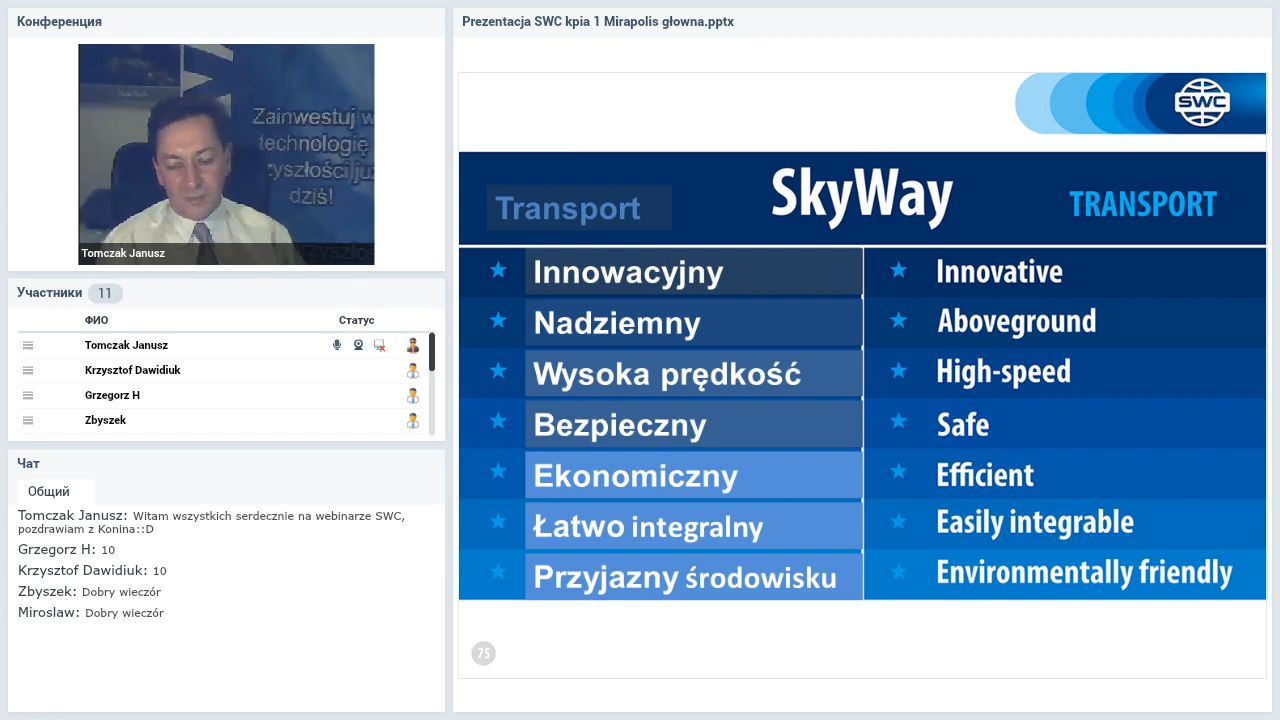 Конференция
Zainwestuj w
technologię
dziś!
Tomczak Janusz
Участники 11
ФИО Статус
Tomczak Janusz
Krzysztof Dawidiuk
Grzegorz H
Zbyszek
Чат
Общий
Tomczak Janusz: Witam wszystkich serdecznie na webinarze SWC,
pozdrawiam z Konina::D
Grzegorz H: 10
Krzysztof Dawidiuk: 10
Zbyszek: Dobry wieczór
Miroslaw: Dobry wieczór
Prezentacja SWC kpia 1 Mirapolis głowna.pptx
SWC
Transport SkyWay TRANSPORT
Innowacyjny Innovative
Nadziemny Aboveground
Wysoka prędkość High-speed
Bezpieczny Safe
Ekonomiczny Efficient
Łatwo integralny Easily integrable
Przyjazny środowisku Environmentally friendly
75